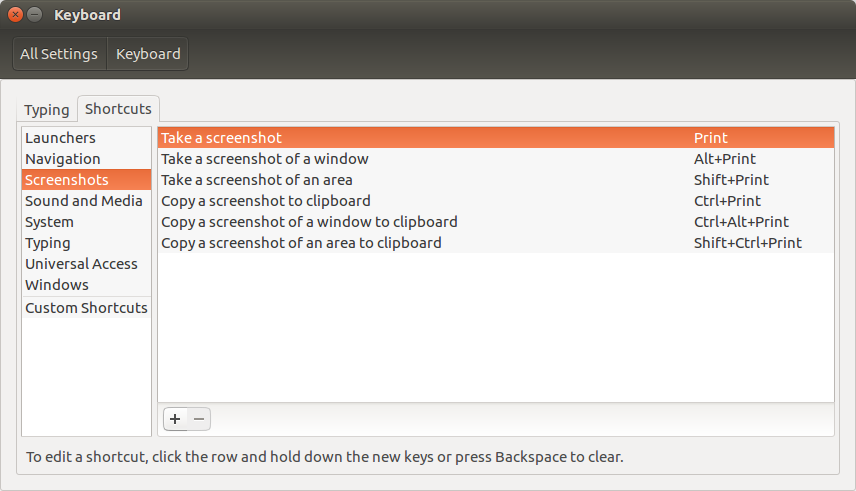 Keyboard
All Settings Keyboard
Typing Shortcuts
Launchers
Navigation
Screenshots
Sound and Media
System
Typing
Universal Access
Windows
Custom Shortcuts
Take a screenshot Print
Take a screenshot of a window Alt+Print
Take a screenshot of an area Shift+Print
Copy a screenshot to clipboard Ctrl+Print
Copy a screenshot of a window to clipboard Ctrl+Alt+Print
Copy a screenshot of an area to clipboard Shift+Ctrl+Print
To edit a shortcut, click the row and hold down the new keys or press Backspace to clear.